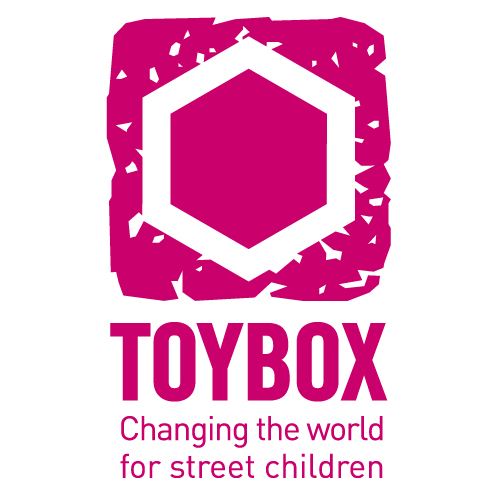 TOYBOX
Changing the world
for street children